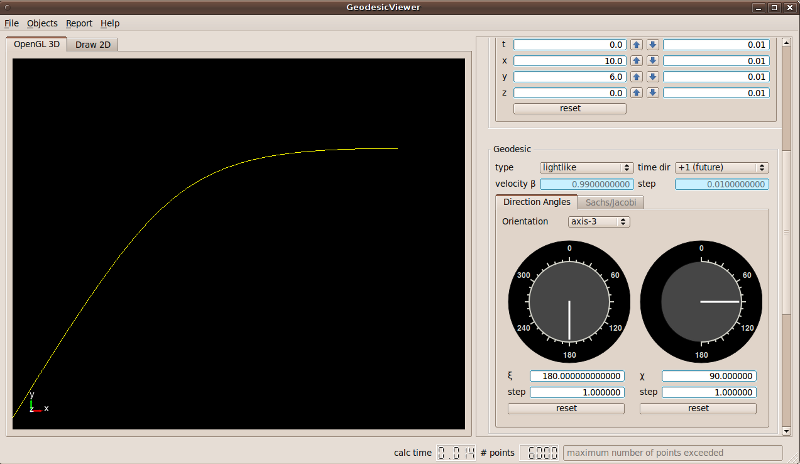 GeodesicViewer
File Objects Report Help
OpenGL 3D Draw 2D
t 0.0 0.01
x 10.0 0.01
y 6.0 0.01
z 0.0 0.01
reset
Geodesic
type lightlike time dir +1 (future)
velocity β 0.9900000000 step 0.0100000000
Direction Angles Sachs/Jacobi
Orientation axis-3
0 0
300 60 60
240 120 120
180 180
ξ 180.000000000000 χ 90.000000
step 1.000000 step 1.000000
reset reset
y
z x
calc time 0.014 # points 6000 maximum number of points exceeded